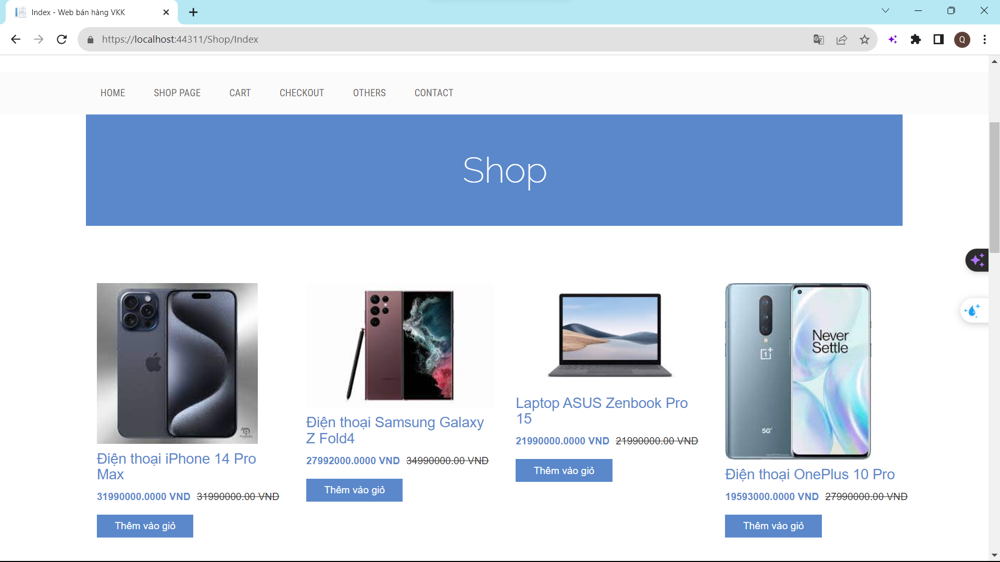 Index - Web bán hàng VKK
https://localhost:44311/Shop/Index
Q
HOME SHOP PAGE CART CHECKOUT OTHERS CONTACT
Shop
Never
Settle
5G
Điện thoại iPhone 14 Pro
Max
31990000.0000 VND 31990000.00 VND
Thêm vào giỏ
Điện thoại Samsung Galaxy
Z Fold4
27992000.0000 VND 34990000.00 VND
Thêm vào giỏ
Laptop ASUS Zenbook Pro
15
21990000.0000 VND 21990000.00 VND
Thêm vào giỏ
Điện thoại OnePlus 10 Pro
19593000.0000 VND 27990000.00 VND
Thêm vào giỏ